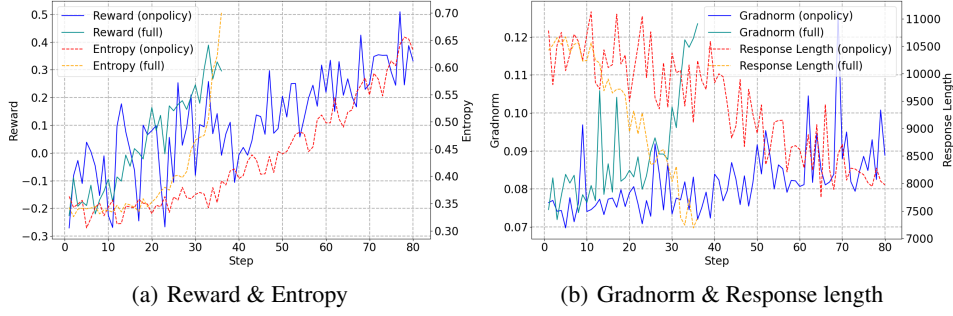 Reward (onpolicy)
Reward (full)
Entropy (onpolicy)
Entropy (full)
0.5
0.4
0.3
0.2
0.1
0.0
−0.1
−0.2
−0.3
Reward
0.70
0.65
0.60
0.55
0.50
0.45
0.40
0.35
0.30
Entropy
0 10 20 30 40 50 60 70 80
Step
(a) Reward & Entropy
Gradnorm (onpolicy)
Gradnorm (full)
Response Length (onpolicy)
Response Length (full)
0.12
0.11
0.10
0.09
0.08
0.07
Gradnorm
11000
10500
10000
9500
9000
8500
8000
7500
7000
Response Length
0 10 20 30 40 50 60 70 80
Step
(b) Gradnorm & Response length